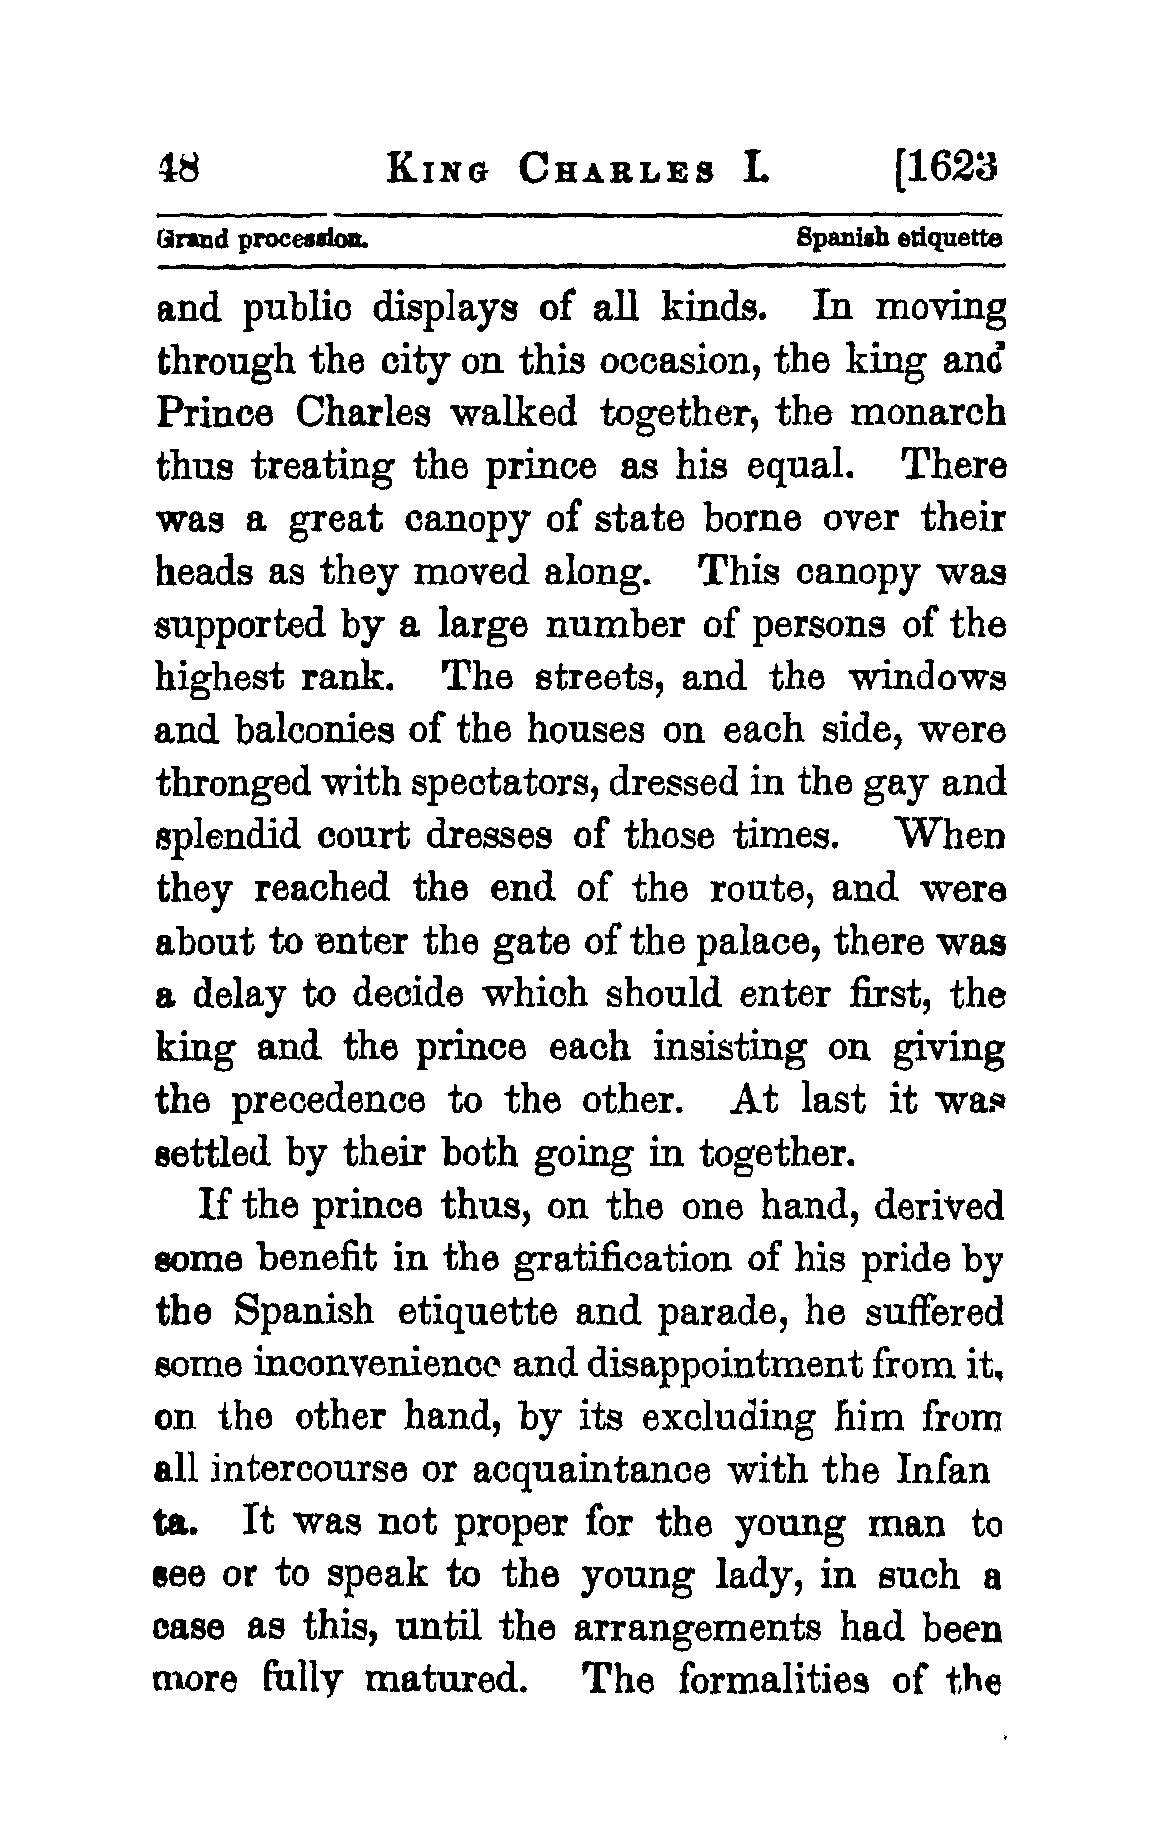 48 KING CHARLES I. [1623
Grand procession. Spanish etiquette
and public displays of all kinds. In moving
through the city on this occasion, the king and
Prince Charles walked together, the monarch
thus treating the prince as his equal. There
was a great canopy of state borne over their
heads as they moved along. This canopy was
supported by a large number of persons of the
highest rank. The streets, and the windows
and balconies of the houses on each side, were
thronged with spectators, dressed in the gay and
splendid court dresses of those times. When
they reached the end of the route, and were
about to enter the gate of the palace, there was
a delay to decide which should enter first, the
king and the prince each insisting on giving
the precedence to the other. At last it was
settled by their both going in together.
If the prince thus, on the one hand, derived
some benefit in the gratification of his pride by
the Spanish etiquette and parade, he suffered
some inconvenience and disappointment from it,
on the other hand, by its excluding him from
all intercourse or acquaintance with the Infan
ta. It was not proper for the young man to
see or to speak to the young lady, in such a
case as this, until the arrangements had been
more fully matured. The formalities of the